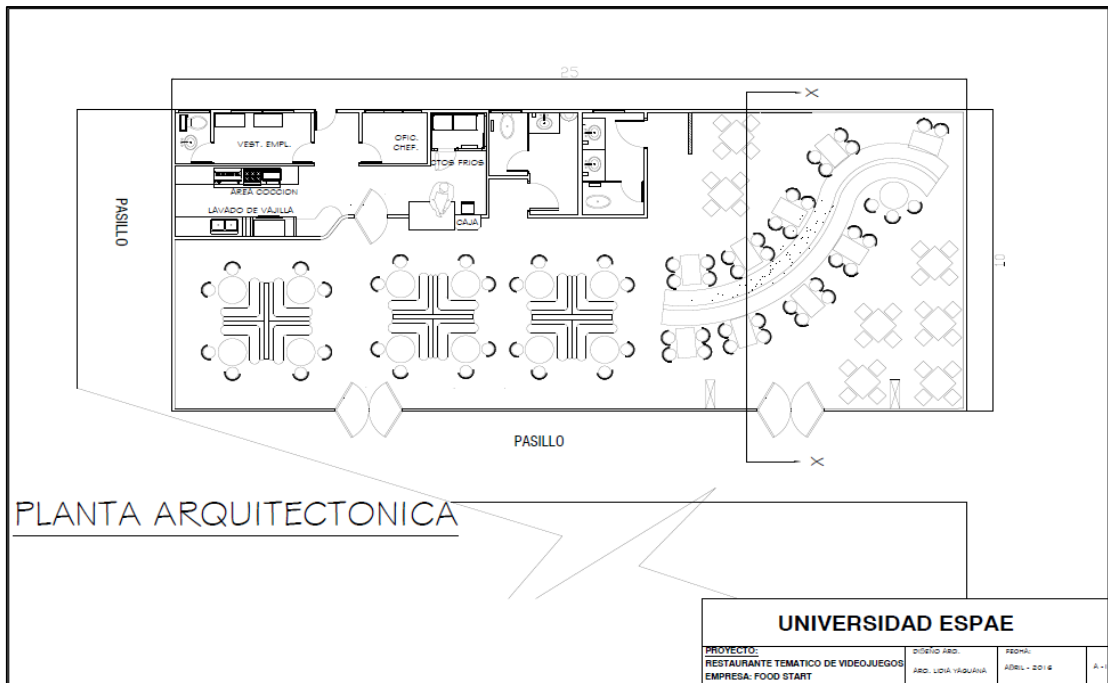 25
X
VEST. EMPL.
OFIC.
CHEF.
CTOS FRIOS
AREA COCCION
LAVADO DE VAJILLA
CAJA
PASILLO
10
PASILLO
X
PLANTA ARQUITECTONICA
UNIVERSIDAD ESPAE
PROYECTO:
RESTAURANTE TEMATICO DE VIDEOJUEGOS
EMPRESA: FOOD START
DISEÑO ARQ.
ARQ. LIDIA YAGUANA
FECHA:
ABRIL - 2016